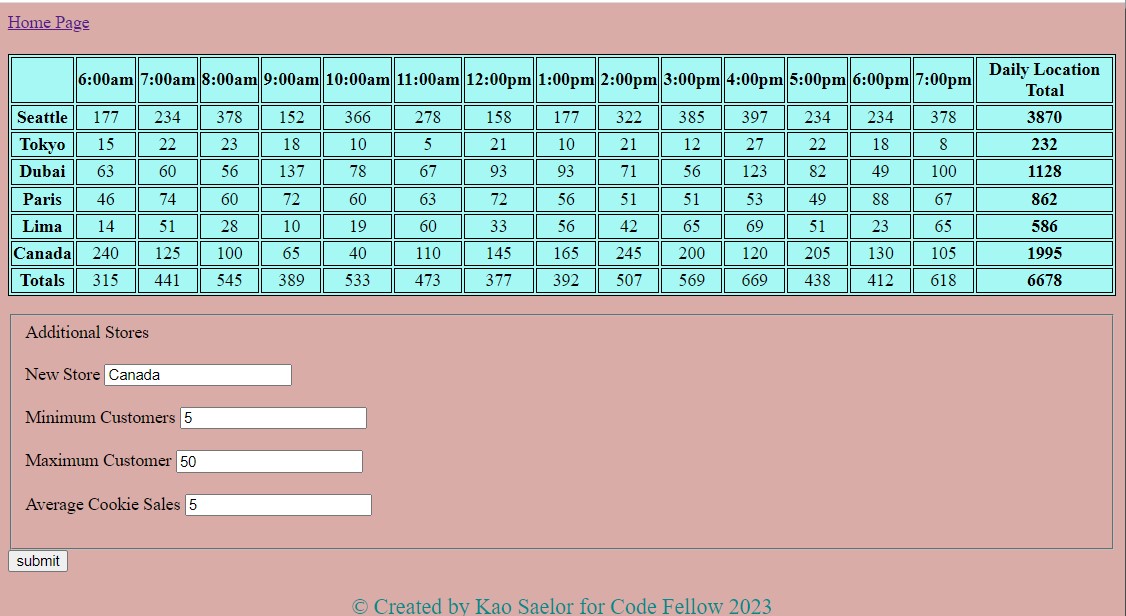 Home Page
6:00am 7:00am 8:00am 9:00am 10:00am 11:00am 12:00pm 1:00pm 2:00pm 3:00pm 4:00pm 5:00pm 6:00pm 7:00pm Daily Location
Total
Seattle 177 234 378 152 366 278 158 177 322 385 397 234 234 378 3870
Tokyo 15 22 23 18 10 5 21 10 21 12 27 22 18 8 232
Dubai 63 60 56 137 78 67 93 93 71 56 123 82 49 100 1128
Paris 46 74 60 72 60 63 72 56 51 51 53 49 88 67 862
Lima 14 51 28 10 19 60 33 56 42 65 69 51 23 65 586
Canada 240 125 100 65 40 110 145 165 245 200 120 205 130 105 1995
Totals 315 441 545 389 533 473 377 392 507 569 669 438 412 618 6678
Additional Stores
New Store Canada
Minimum Customers 5
Maximum Customer 50
Average Cookie Sales 5
submit
© Created by Kao Saelor for Code Fellow 2023